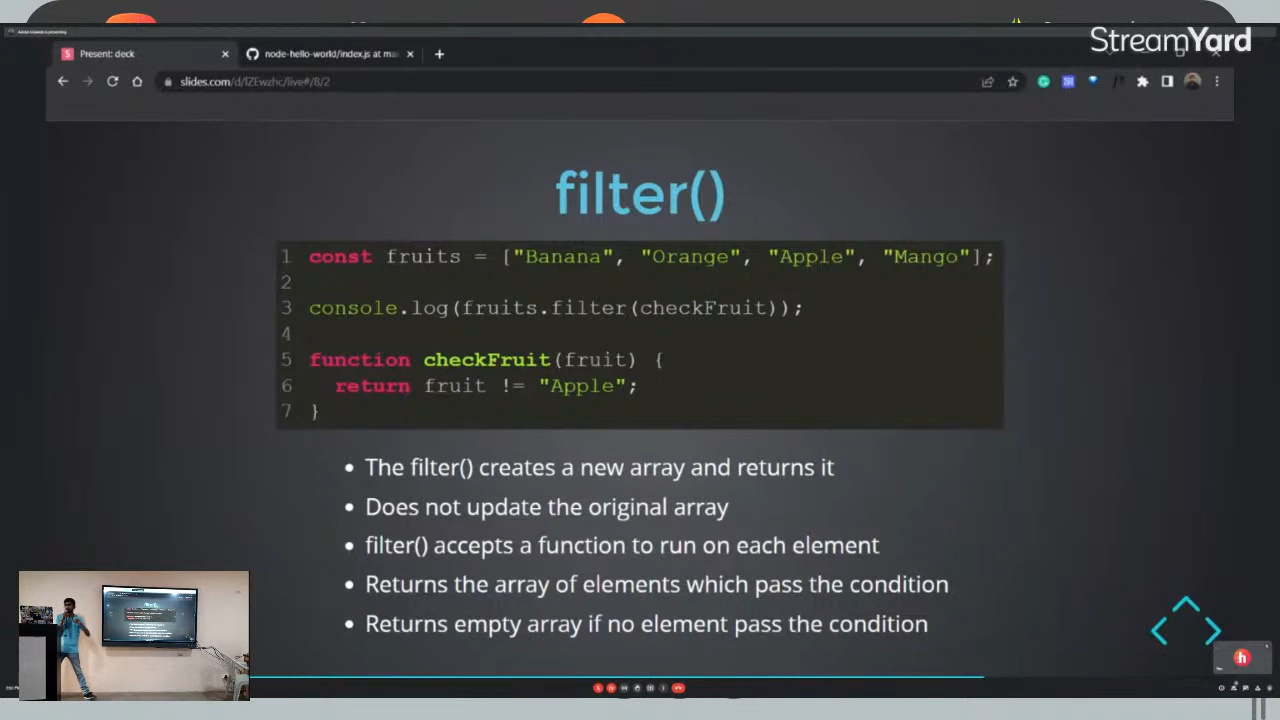 StreamYard
Present: deck
node-hello-world/index.js at ma
slides.com/d/lZEwzhc/live#/8/2
filter()
1 const fruits = ["Banana", "Orange", "Apple", "Mango"];
2
3 console.log(fruits.filter(checkFruit));
4
5 function checkFruit(fruit) {
6 return fruit != "Apple";
7 }
• The filter() creates a new array and returns it
• Does not update the original array
• filter() accepts a function to run on each element
• Returns the array of elements which pass the condition
• Returns empty array if no element pass the condition
h